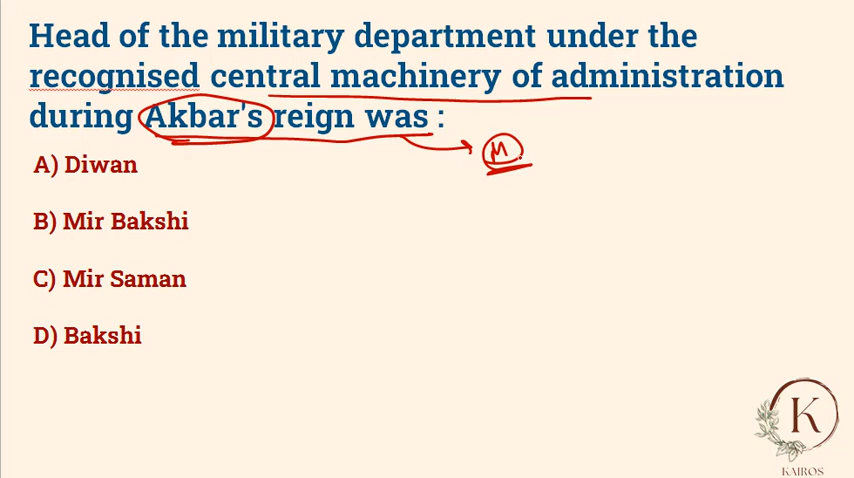 Head of the military department under the
recognised central machinery of administration
during Akbar's reign was :
M
A) Diwan
B) Mir Bakshi
C) Mir Saman
D) Bakshi
K
KAIROS